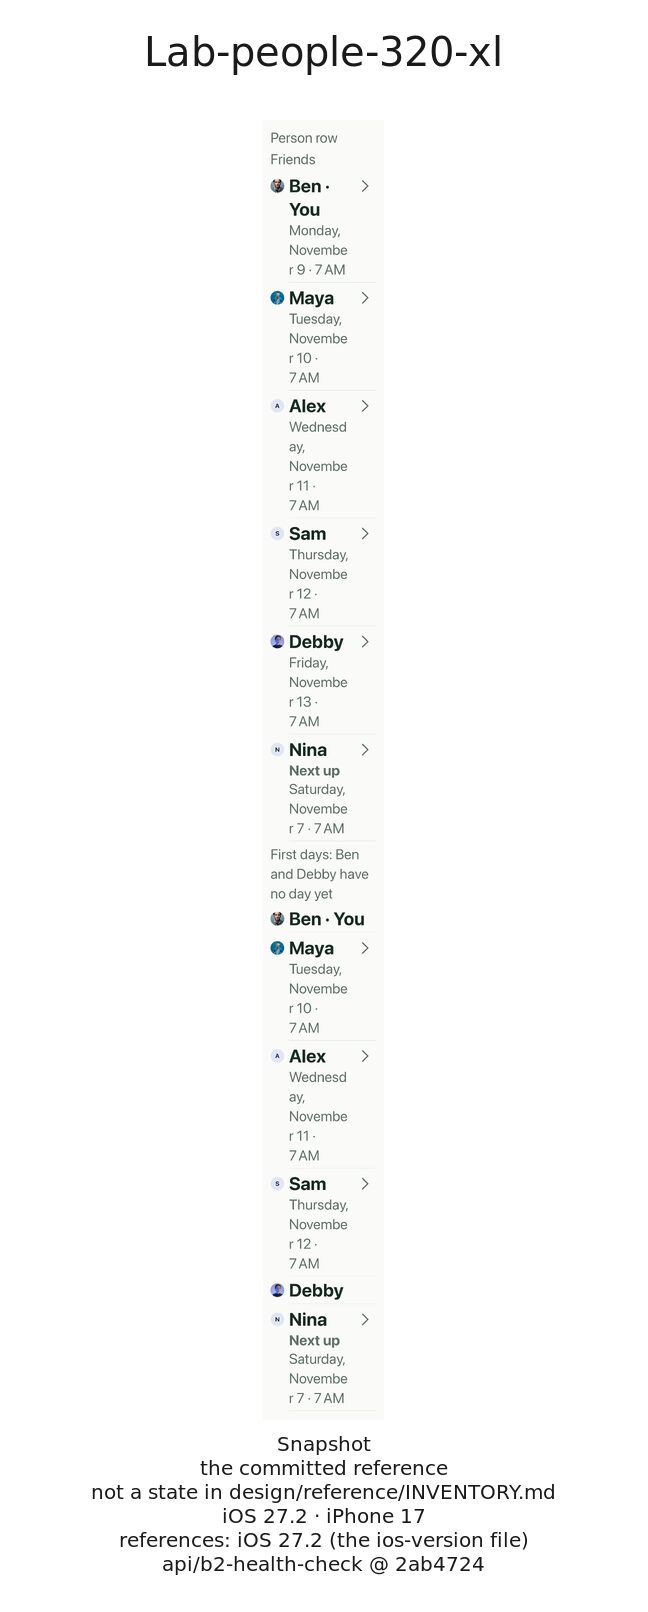 Lab-people-320-xl
Person row
Friends
Ben · You
Monday,
Novembe
r 9 · 7 AM
Maya
Tuesday,
Novembe
r 10 ·
7 AM
A
Alex
Wednesd
ay,
Novembe
r 11 ·
7 AM
S
Sam
Thursday,
Novembe
r 12 ·
7 AM
Debby
Friday,
Novembe
r 13 ·
7 AM
N
Nina
Next up
Saturday,
Novembe
r 7 · 7 AM
First days: Ben
and Debby have
no day yet
Ben · You
Maya
Tuesday,
Novembe
r 10 ·
7 AM
A
Alex
Wednesd
ay,
Novembe
r 11 ·
7 AM
S
Sam
Thursday,
Novembe
r 12 ·
7 AM
Debby
N
Nina
Next up
Saturday,
Novembe
r 7 · 7 AM
Snapshot
the committed reference
not a state in design/reference/INVENTORY.md
iOS 27.2 · iPhone 17
references: iOS 27.2 (the ios-version file)
api/b2-health-check @ 2ab4724